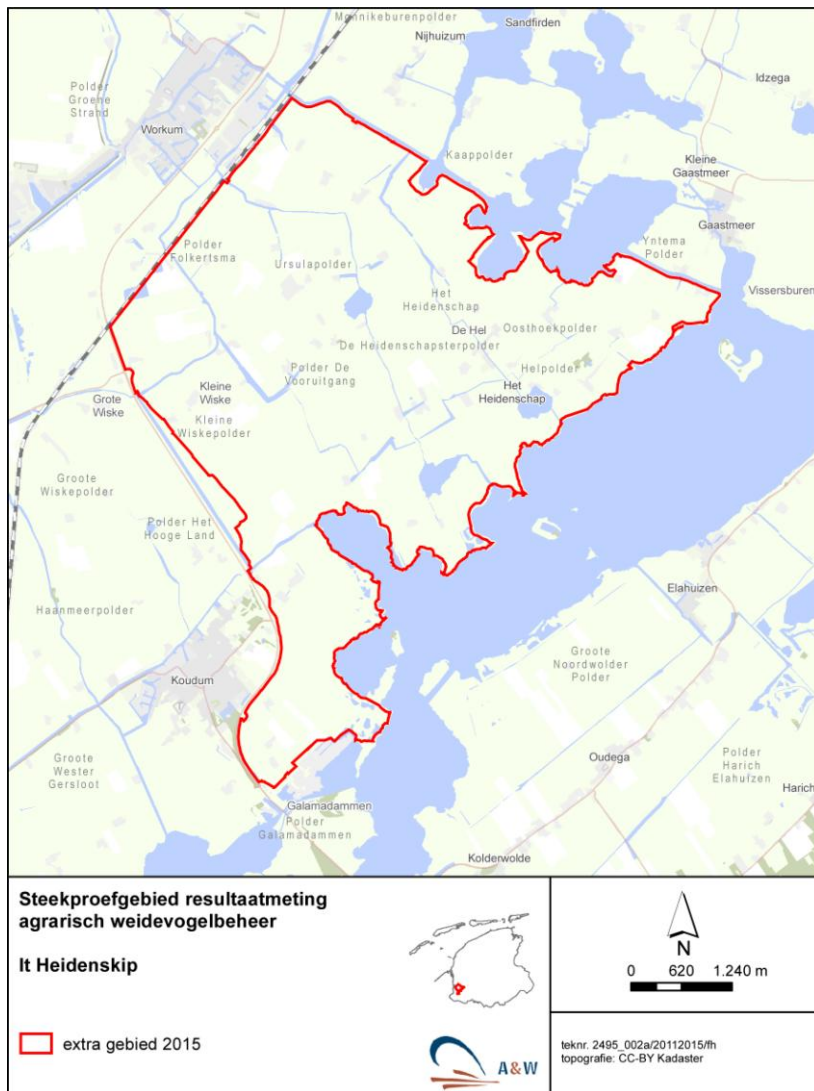 Monnikeburenpolder
Sandfirden
Nijhuizum
Idzega
Polder
Groene
Strand
Workum
Kaappolder
Kleine
Gaastmeer
Gaastmeer
Yntema
Polder
Polder
Folkertsma
Ursulapolder
Vissersburen
Het
Heidenschap
De Hel
Oosthoekpolder
De Heidenschapsterpolder
Polder De
Vooruitgang
Helpolder
Het
Heidenschap
Kleine
Wiske
Grote
Wiske
Kleine
Wiskepolder
Groote
Wiskepolder
Polder Het
Hooge Land
Elahuizen
Haanmeerpolder
Groote
Noordwolder
Polder
Koudum
Groote
Wester
Gersloot
Oudega
Polder
Harich
Elahuizen
Harich
Galamadammen
Polder
Galamadammen
Kolderwolde
Steekproefgebied resultaatmeting
agrarisch weidevogelbeheer
It Heidenskip
extra gebied 2015
A&W
N
0 620 1.240 m
teknr. 2495_002a/20112015/fh
topografie: CC-BY Kadaster